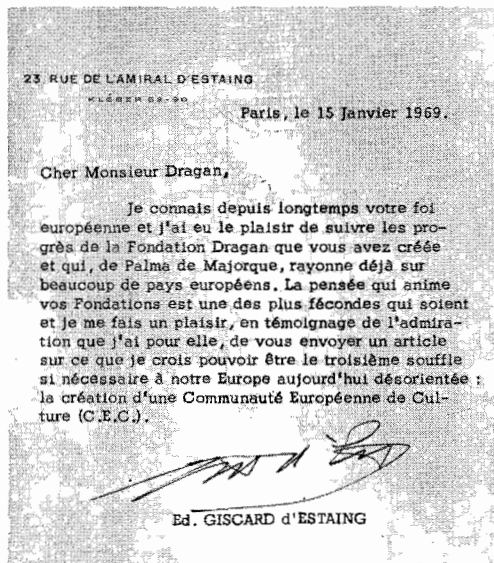 23 RUE DE L'AMIRAL D'ESTAING
KLÉBER 89-90
Paris, le 15 Janvier 1969.
Cher Monsieur Dragan,
Je connais depuis longtemps votre foi
européenne et j'ai eu le plaisir de suivre les pro-
grès de la Fondation Dragan que vous avez créée
et qui, de Palma de Majorque, rayonne déjà sur
beaucoup de pays européens. La pensée qui anime
vos Fondations est une des plus fécondes qui soient
et je me fais un plaisir, en témoignage de l'admira-
tion que j'ai pour elle, de vous envoyer un article
sur ce que je crois pouvoir être le troisième souffle
si nécessaire à notre Europe aujourd'hui désorientée :
la création d'une Communauté Européenne de Cul-
ture (C.E.C.).
Ed. GISCARD d'ESTAING